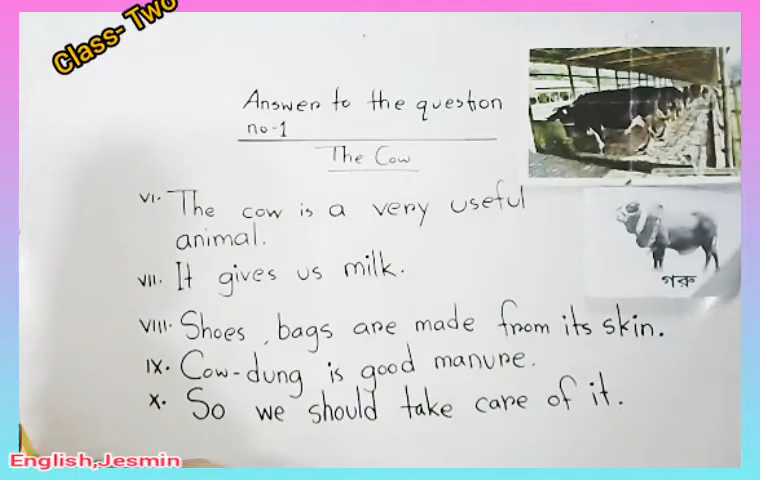 Class- Two
Answer to the question
no-1
The Cow
VI. The cow is a very useful
animal.
VII. It gives us milk.
VIII. Shoes, bags are made from its skin.
IX. Cow-dung is good manure.
X. So we should take care of it.
গরু
English,Jesmin